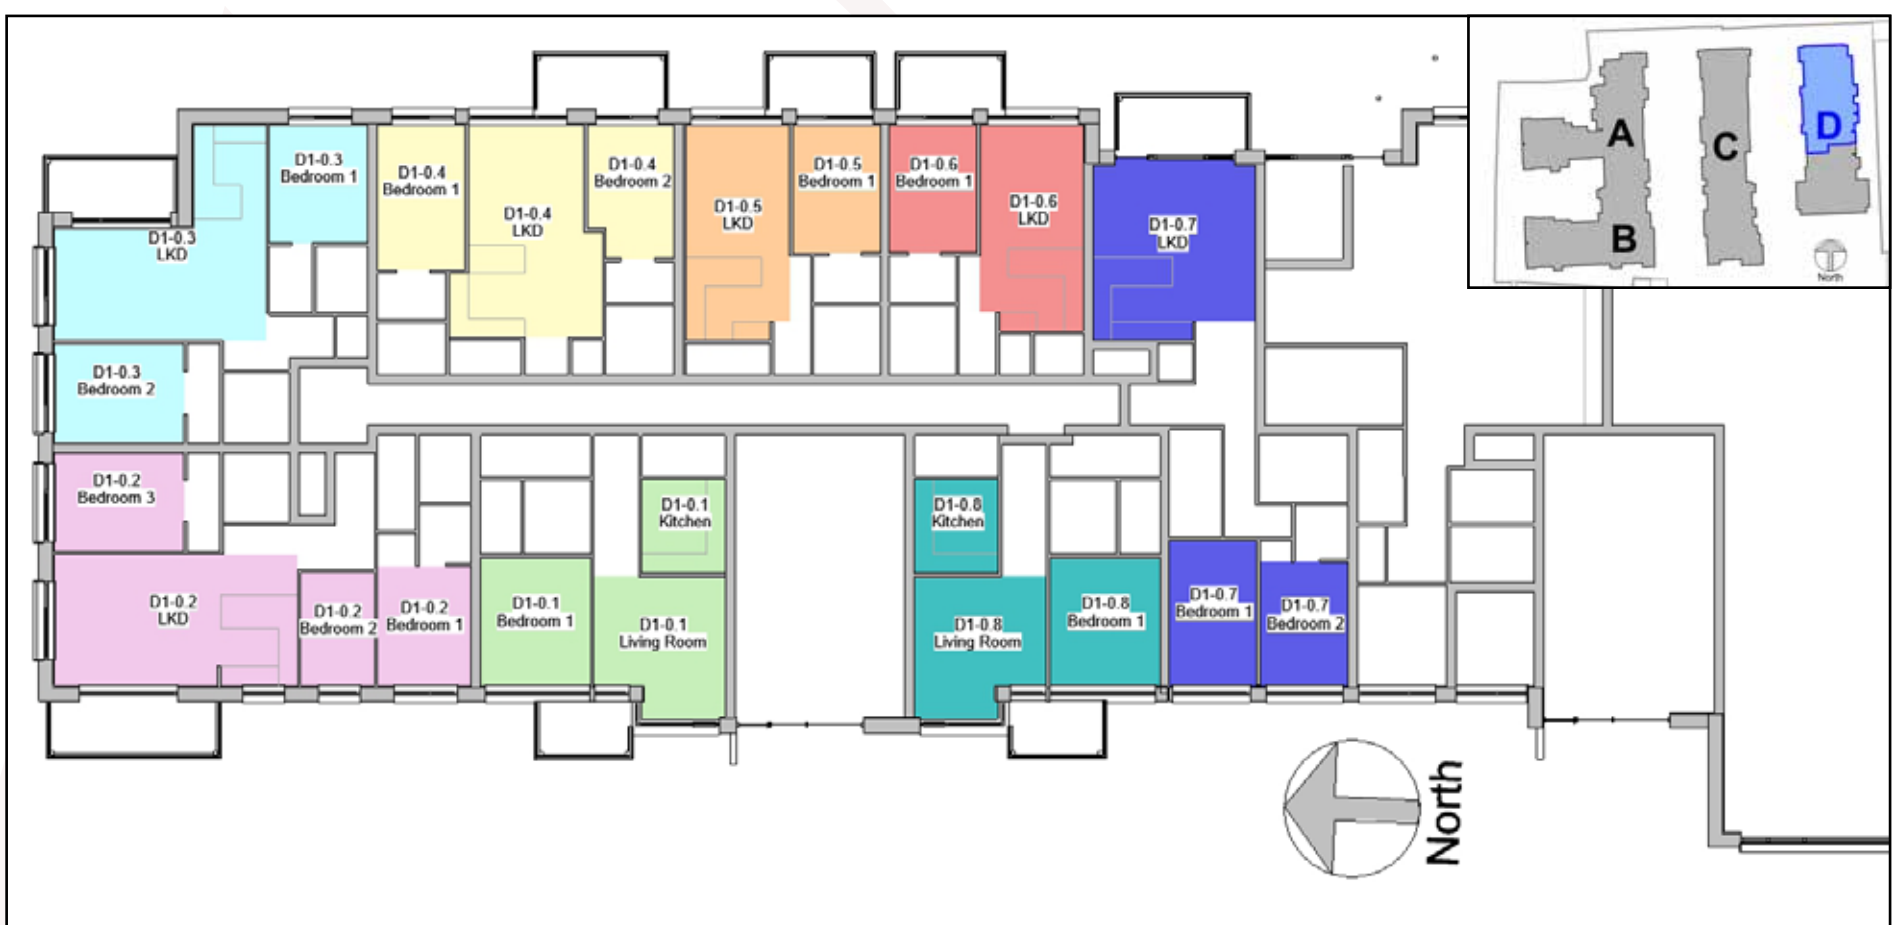 D1-0.3
Bedroom 1
D1-0.4
Bedroom 1
D1-0.4
Bedroom 2
D1-0.5
Bedroom 1
D1-0.6
Bedroom 1
D1-0.3
LKD
D1-0.4
LKD
D1-0.5
LKD
D1-0.6
LKD
D1-0.7
LKD
A
B
C
D
North
D1-0.3
Bedroom 2
D1-0.2
Bedroom 3
D1-0.1
Kitchen
D1-0.8
Kitchen
D1-0.2
LKD
D1-0.2
Bedroom 2
D1-0.2
Bedroom 1
D1-0.1
Bedroom 1
D1-0.1
Living Room
D1-0.8
Living Room
D1-0.8
Bedroom 1
D1-0.7
Bedroom 1
D1-0.7
Bedroom 2
North